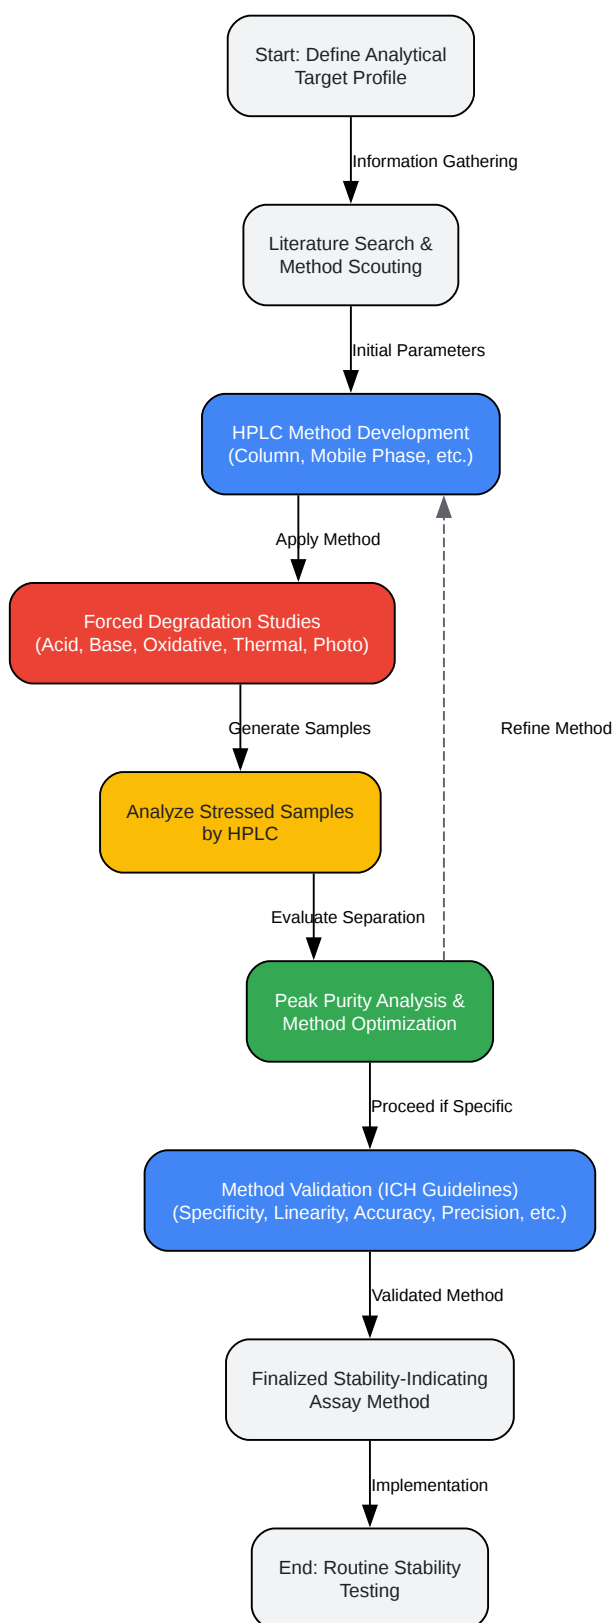 Start: Define Analytical
Target Profile
Information Gathering
Literature Search &
Method Scouting
Initial Parameters
HPLC Method Development
(Column, Mobile Phase, etc.)
Apply Method
Forced Degradation Studies
(Acid, Base, Oxidative, Thermal, Photo)
Generate Samples
Refine Method
Analyze Stressed Samples
by HPLC
Evaluate Separation
Peak Purity Analysis &
Method Optimization
Proceed if Specific
Method Validation (ICH Guidelines)
(Specificity, Linearity, Accuracy, Precision, etc.)
Validated Method
Finalized Stability-Indicating
Assay Method
Implementation
End: Routine Stability
Testing